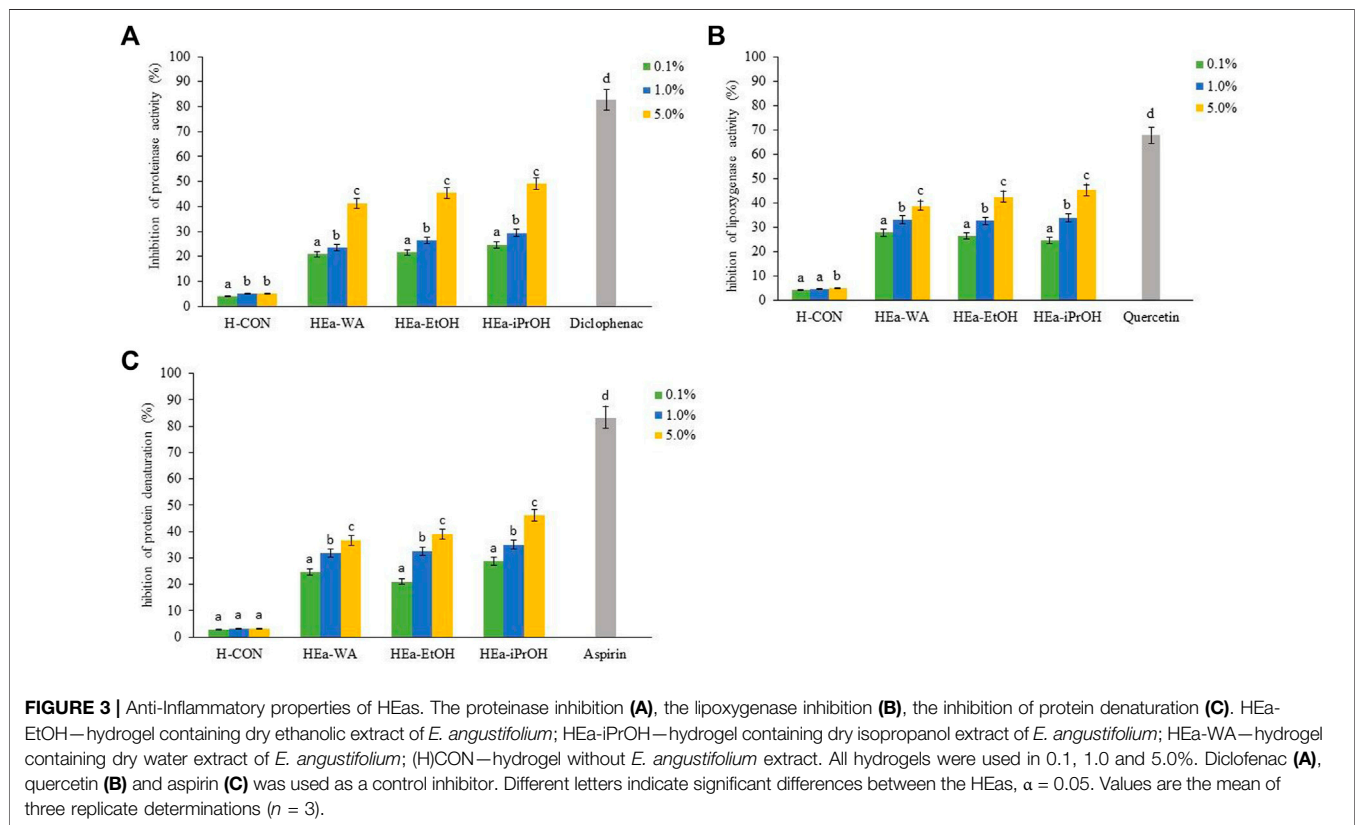 A
Inhibition of proteinase activity (%)
100
90
80
70
60
50
40
30
20
10
0
a b b
a b c
a b c
a b c
d
H-CON HEa-WA HEa-EtOH HEa-iPrOH Diclophenac
0.1%
1.0%
5.0%
B
hibition of lipoxygenase activity (%)
100
90
80
70
60
50
40
30
20
10
0
a a b
a b c
a b c
a b c
d
H-CON HEa-WA HEa-EtOH HEa-iPrOH Quercetin
0.1%
1.0%
5.0%
C
hibition of protein denaturation (%)
100
90
80
70
60
50
40
30
20
10
0
a a a
a b c
a b c
a b c
d
H-CON HEa-WA HEa-EtOH HEa-iPrOH Aspirin
0.1%
1.0%
5.0%
FIGURE 3 | Anti-Inflammatory properties of HEas. The proteinase inhibition (A), the lipoxygenase inhibition (B), the inhibition of protein denaturation (C). HEa-
EtOH—hydrogel containing dry ethanolic extract of E. angustifolium; HEa-iPrOH—hydrogel containing dry isopropanol extract of E. angustifolium; HEa-WA—hydrogel
containing dry water extract of E. angustifolium; (H)CON—hydrogel without E. angustifolium extract. All hydrogels were used in 0.1, 1.0 and 5.0%. Diclofenac (A),
quercetin (B) and aspirin (C) was used as a control inhibitor. Different letters indicate significant differences between the HEas, α = 0.05. Values are the mean of
three replicate determinations (n = 3).